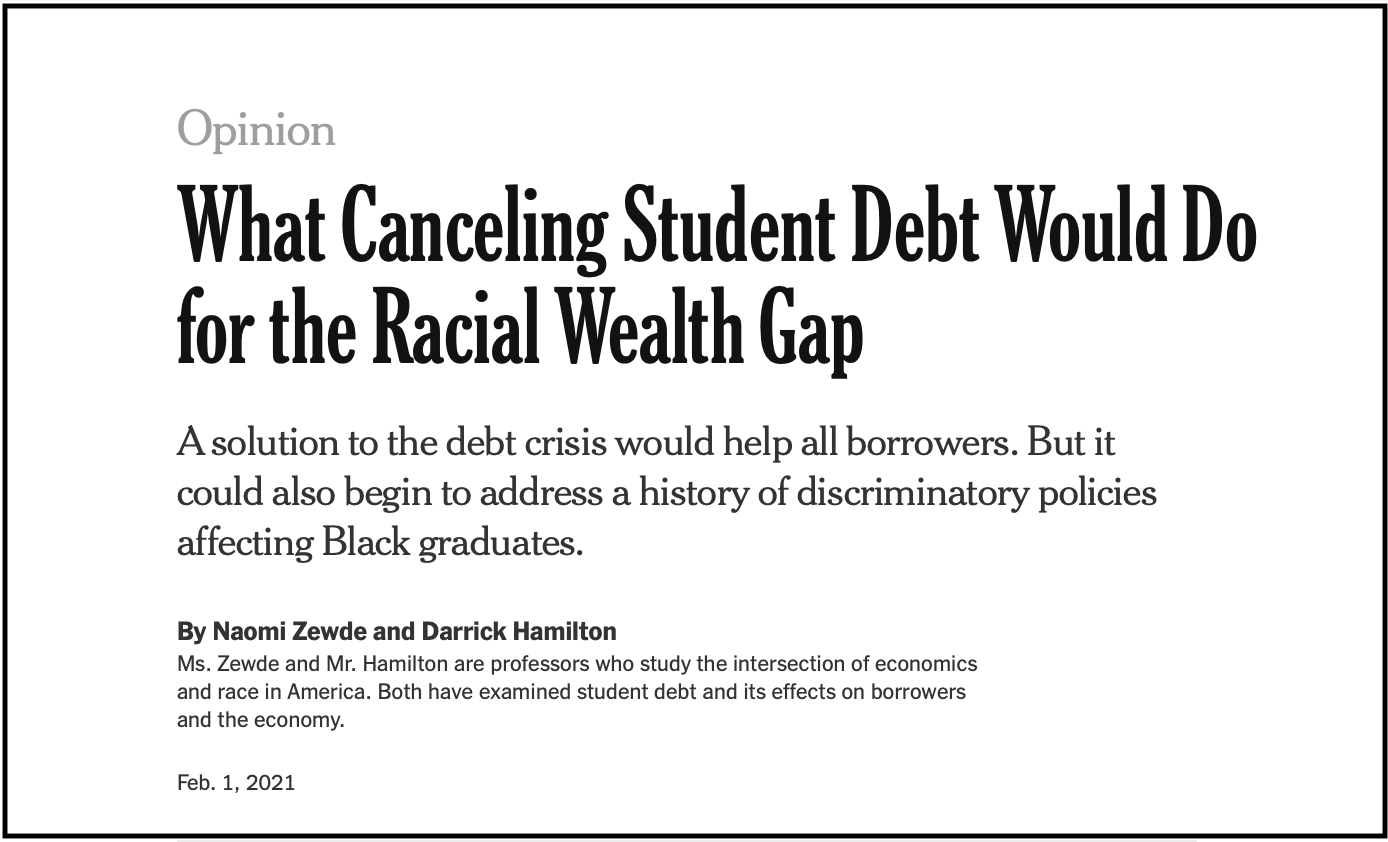 Opinion
What Canceling Student Debt Would Do
for the Racial Wealth Gap
A solution to the debt crisis would help all borrowers. But it
could also begin to address a history of discriminatory policies
affecting Black graduates.
By Naomi Zewde and Darrick Hamilton
Ms. Zewde and Mr. Hamilton are professors who study the intersection of economics
and race in America. Both have examined student debt and its effects on borrowers
and the economy.
Feb. 1, 2021